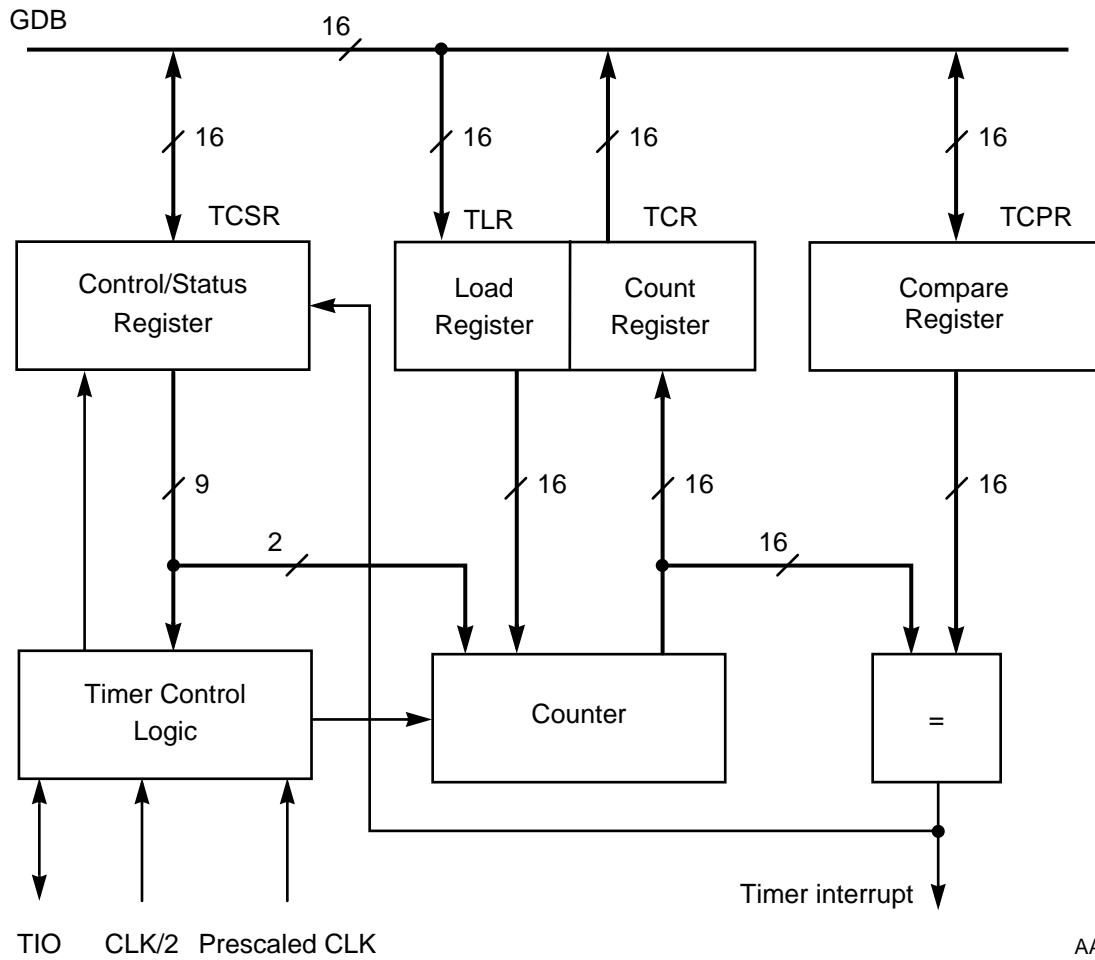 GDB
16
16
16
16
16
TCSR
TLR
TCR
TCPR
Control/Status
Register
Load
Register
Count
Register
Compare
Register
9
16
16
16
2
16
Timer Control
Logic
Counter
=
Timer interrupt
TIO
CLK/2
Prescaled CLK
AA